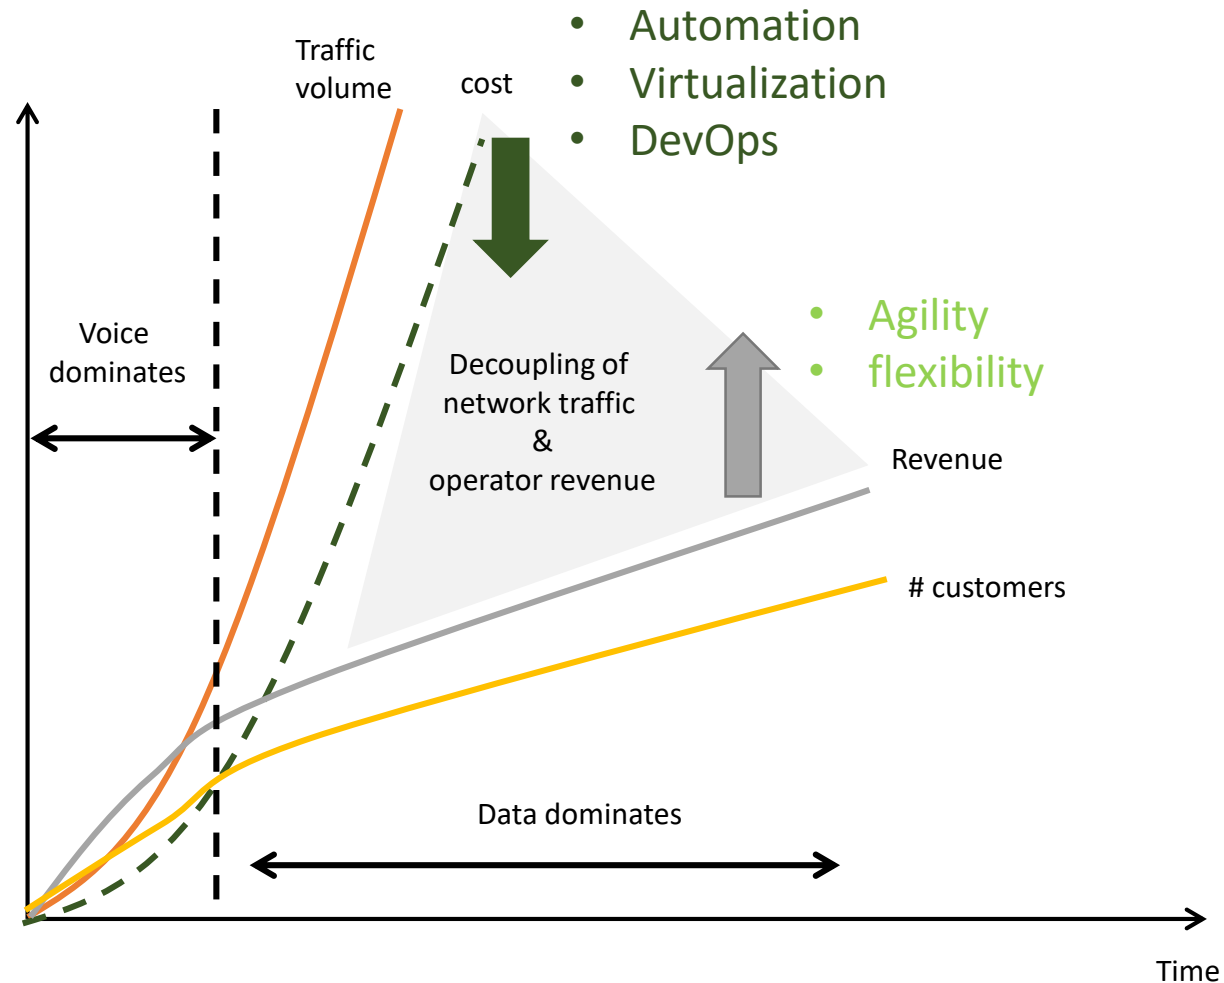 • Automation
• Virtualization
• DevOps
Traffic
volume
cost
Voice
dominates
• Agility
• flexibility
Decoupling of
network traffic
&
operator revenue
Revenue
# customers
Data dominates
Time